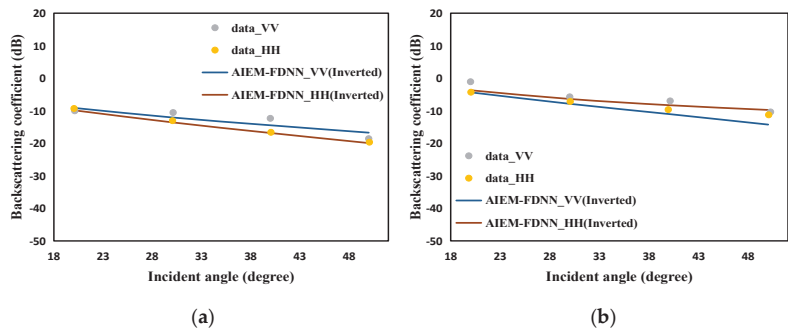 20
10
0
-10
-20
-30
-40
-50
Backscattering coefficient (dB)
data_VV
data_HH
AIEM-FDNN_VV(Inverted)
AIEM-FDNN_HH(Inverted)
18 23 28 33 38 43 48
Incident angle (degree)
(a)
20
10
0
-10
-20
-30
-40
-50
Backscattering coefficient (dB)
data_VV
data_HH
AIEM-FDNN_VV(Inverted)
AIEM-FDNN_HH(Inverted)
18 23 28 33 38 43 48
Incident angle (degree)
(b)